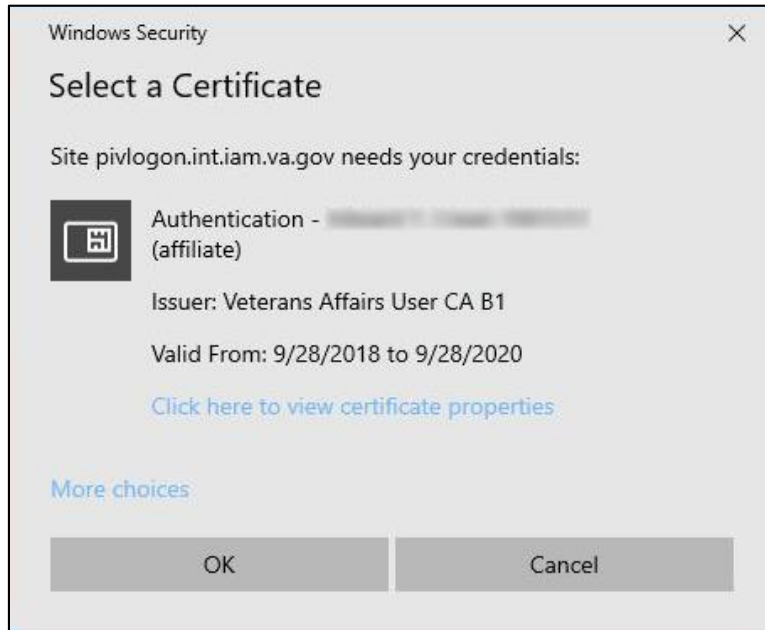 Windows Security
Select a Certificate
Site pivlogon.int.iam.va.gov needs your credentials:
Authentication -
(affiliate)
Issuer: Veterans Affairs User CA B1
Valid From: 9/28/2018 to 9/28/2020
Click here to view certificate properties
More choices
OK
Cancel